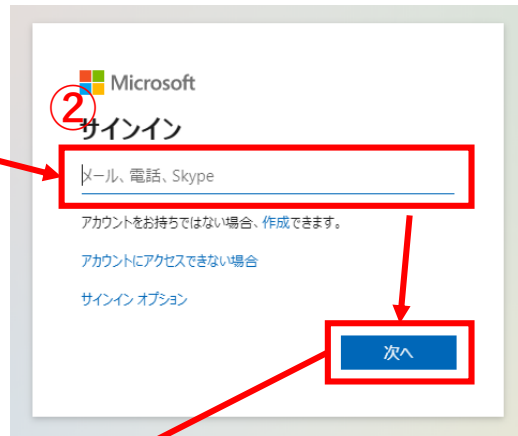 Microsoft
②
サインイン
メール、電話、Skype
アカウントをお持ちではない場合、作成できます。
アカウントにアクセスできない場合
サインイン オプション
次へ